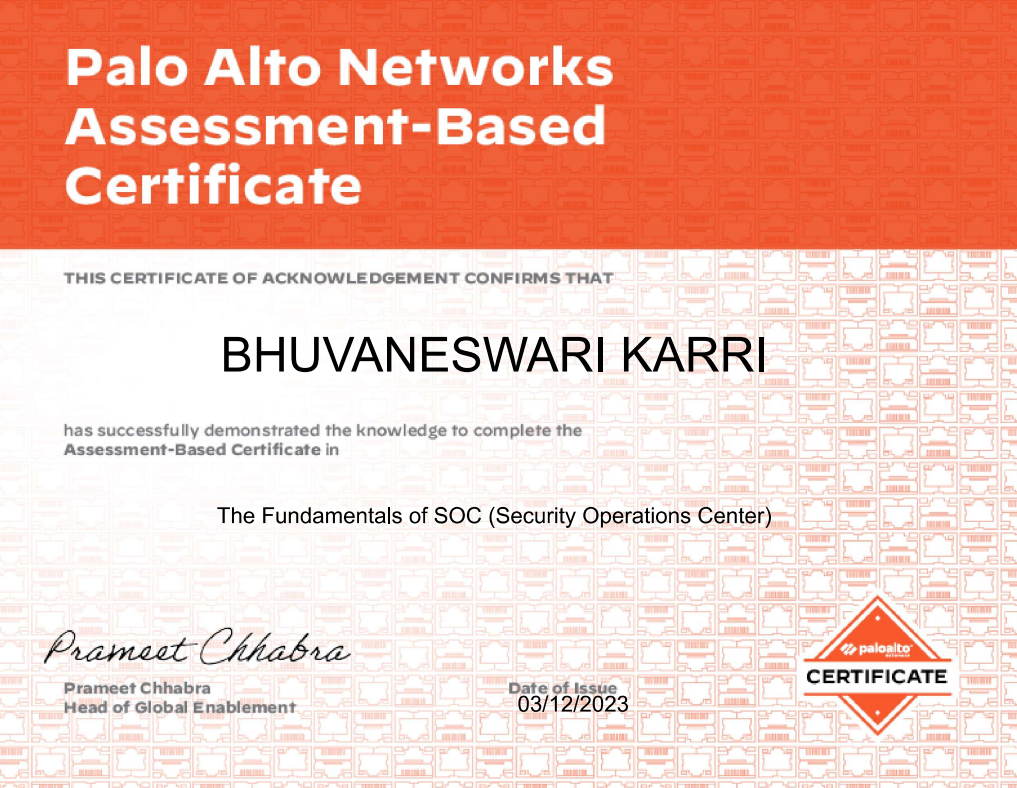 Palo Alto Networks
Assessment-Based
Certificate
THIS CERTIFICATE OF ACKNOWLEDGEMENT CONFIRMS THAT
BHUVANESWARI KARRI
has successfully demonstrated the knowledge to complete the
Assessment-Based Certificate in
The Fundamentals of SOC (Security Operations Center)
Prameet Chhabra
Prameet Chhabra
Head of Global Enablement
Date of Issue
03/12/2023
paloalto
NETWORKS
CERTIFICATE